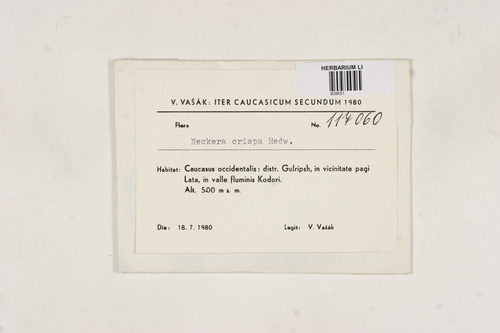 HERBARIUM LI
V. VAŠÁK: ITER CAUCASICUM SECUNDUM 1980
Flora No. 114060
Neckera crispa Hedw.
Habitat: Caucasus occidentalis: distr. Gulripsh, in vicinitate pagi
Lata, in valle fluminis Kodori.
Alt. 500 m s. m.
Die: 18. 7. 1980 Legit: V. Vašák